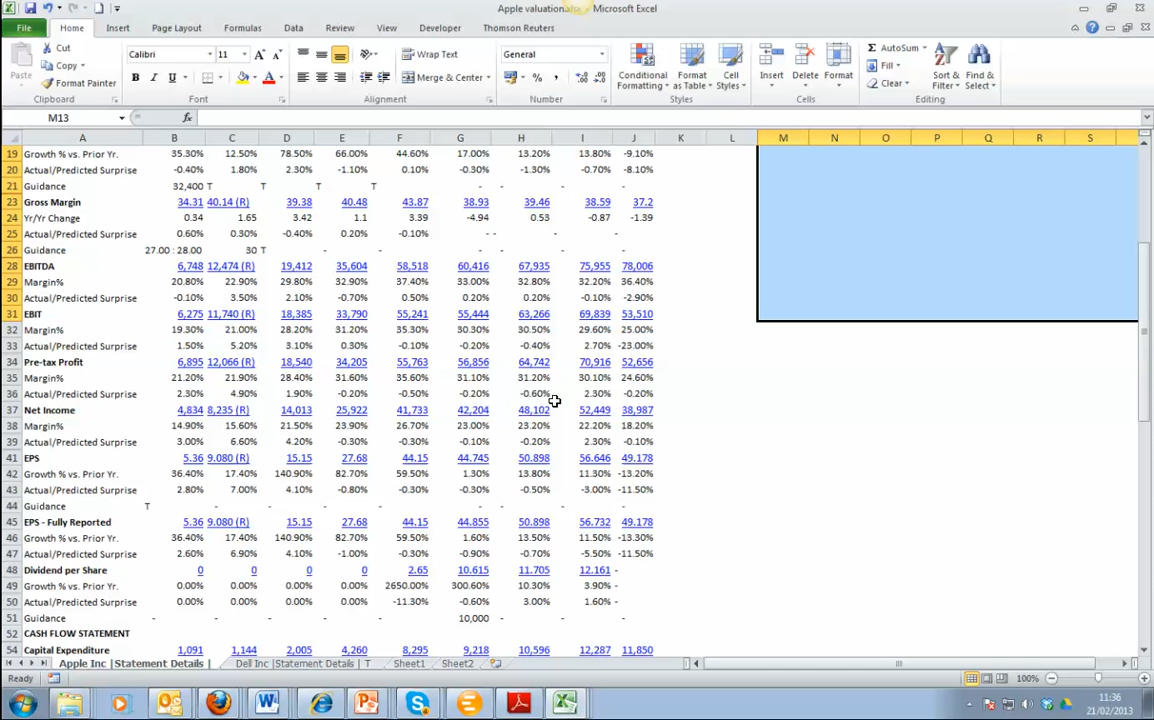 Apple valuation.xlsx - Microsoft Excel
File Home Insert Page Layout Formulas Data Review View Developer Thomson Reuters
Cut
Copy
Format Painter
Paste
Clipboard
Calibri 11
B I U
Font
Wrap Text
Merge & Center
Alignment
General
% ,
Number
Conditional Formatting
Format as Table
Cell Styles
Styles
Insert Delete Format
Cells
Σ AutoSum
Fill
Clear
Sort & Filter
Find & Select
Editing
M13 fx
A B C D E F G H I J K L M N O P Q R S
19 Growth % vs. Prior Yr. 35.30% 12.50% 78.50% 66.00% 44.60% 17.00% 13.20% 13.80% -9.10%
20 Actual/Predicted Surprise -0.40% 1.80% 2.30% -1.10% 0.10% -0.30% -1.30% -0.70% -8.10%
21 Guidance 32,400 T T T T - - - -
23 Gross Margin 34.31 40.14 (R) 39.38 40.48 43.87 38.93 39.46 38.59 37.2
24 Yr/Yr Change 0.34 1.65 3.42 1.1 3.39 -4.94 0.53 -0.87 -1.39
25 Actual/Predicted Surprise 0.60% 0.30% -0.40% 0.20% -0.10% - - - -
26 Guidance 27.00 : 28.00 30 T - - - - - -
28 EBITDA 6,748 12,474 (R) 19,412 35,604 58,518 60,416 67,935 75,955 78,006
29 Margin% 20.80% 22.90% 29.80% 32.90% 37.40% 33.00% 32.80% 32.20% 36.40%
30 Actual/Predicted Surprise -0.10% 3.50% 2.10% -0.70% 0.50% 0.20% 0.20% -0.10% -2.90%
31 EBIT 6,275 11,740 (R) 18,385 33,790 55,241 55,444 63,266 69,839 53,510
32 Margin% 19.30% 21.00% 28.20% 31.20% 35.30% 30.30% 30.50% 29.60% 25.00%
33 Actual/Predicted Surprise 1.50% 5.20% 3.10% 0.30% -0.10% -0.20% -0.40% 2.70% -23.00%
34 Pre-tax Profit 6,895 12,066 (R) 18,540 34,205 55,763 56,856 64,742 70,916 52,656
35 Margin% 21.20% 21.90% 28.40% 31.60% 35.60% 31.10% 31.20% 30.10% 24.60%
36 Actual/Predicted Surprise 2.30% 4.90% 1.90% -0.20% -0.50% -0.20% -0.60% 2.30% -0.20%
37 Net Income 4,834 8,235 (R) 14,013 25,922 41,733 42,204 48,102 52,449 38,987
38 Margin% 14.90% 15.60% 21.50% 23.90% 26.70% 23.00% 23.20% 22.20% 18.20%
39 Actual/Predicted Surprise 3.00% 6.60% 4.20% -0.30% -0.30% -0.10% -0.20% 2.30% -0.10%
41 EPS 5.36 9.080 (R) 15.15 27.68 44.15 44.745 50.898 56.646 49.178
42 Growth % vs. Prior Yr. 36.40% 17.40% 140.90% 82.70% 59.50% 1.30% 13.80% 11.30% -13.20%
43 Actual/Predicted Surprise 2.80% 7.00% 4.10% -0.80% -0.30% -0.30% -0.50% -3.00% -11.50%
44 Guidance T - - - - - - - -
45 EPS - Fully Reported 5.36 9.080 (R) 15.15 27.68 44.15 44.855 50.898 56.732 49.178
46 Growth % vs. Prior Yr. 36.40% 17.40% 140.90% 82.70% 59.50% 1.60% 13.50% 11.50% -13.30%
47 Actual/Predicted Surprise 2.60% 6.90% 4.10% -1.00% -0.30% -0.90% -0.70% -5.50% -11.50%
48 Dividend per Share 0 0 0 0 2.65 10.615 11.705 12.161 -
49 Growth % vs. Prior Yr. 0.00% 0.00% 0.00% 0.00% 2650.00% 300.60% 10.30% 3.90% -
50 Actual/Predicted Surprise 0.00% 0.00% 0.00% 0.00% -11.30% -0.60% 3.00% 1.60% -
51 Guidance - - - - - 10,000 - - -
52 CASH FLOW STATEMENT
54 Capital Expenditure 1,091 1,144 2,005 4,260 8,295 9,218 10,596 12,287 11,850
Apple Inc |Statement Details | Dell Inc |Statement Details | T Sheet1 Sheet2
Ready 100%
11:36
21/02/2013